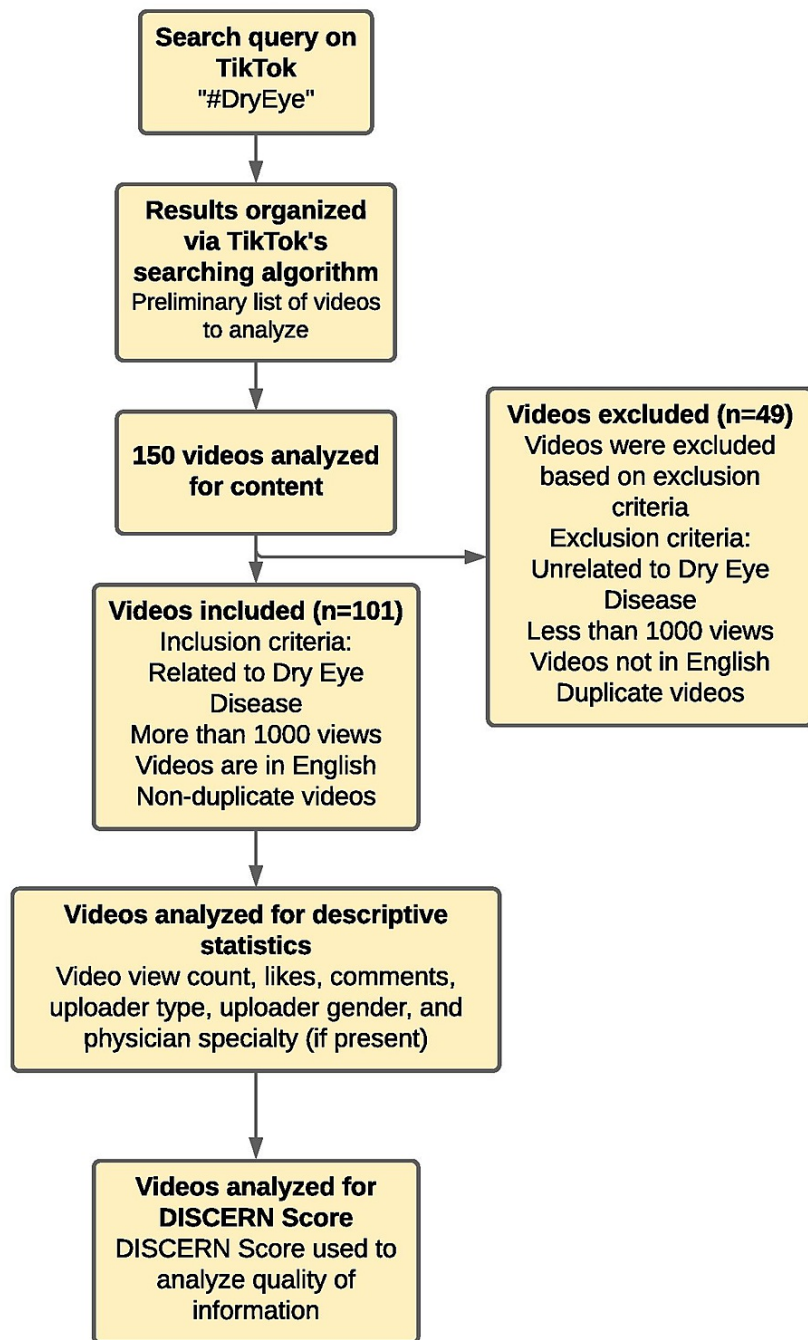 Search query on
TikTok
"#DryEye"
Results organized
via TikTok's
searching algorithm
Preliminary list of videos
to analyze
150 videos analyzed
for content
Videos excluded (n=49)
Videos were excluded
based on exclusion
criteria
Exclusion criteria:
Unrelated to Dry Eye
Disease
Less than 1000 views
Videos not in English
Duplicate videos
Videos included (n=101)
Inclusion criteria:
Related to Dry Eye
Disease
More than 1000 views
Videos are in English
Non-duplicate videos
Videos analyzed for descriptive
statistics
Video view count, likes, comments,
uploader type, uploader gender, and
physician specialty (if present)
Videos analyzed for
DISCERN Score
DISCERN Score used to
analyze quality of
information